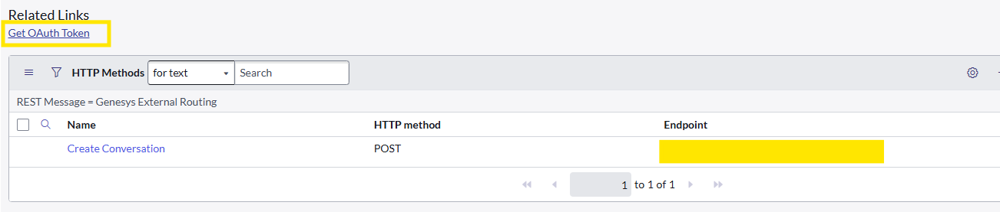 Related Links
Get OAuth Token
HTTP Methods for text Search
REST Message = Genesys External Routing
Name HTTP method Endpoint
Create Conversation POST
1 to 1 of 1